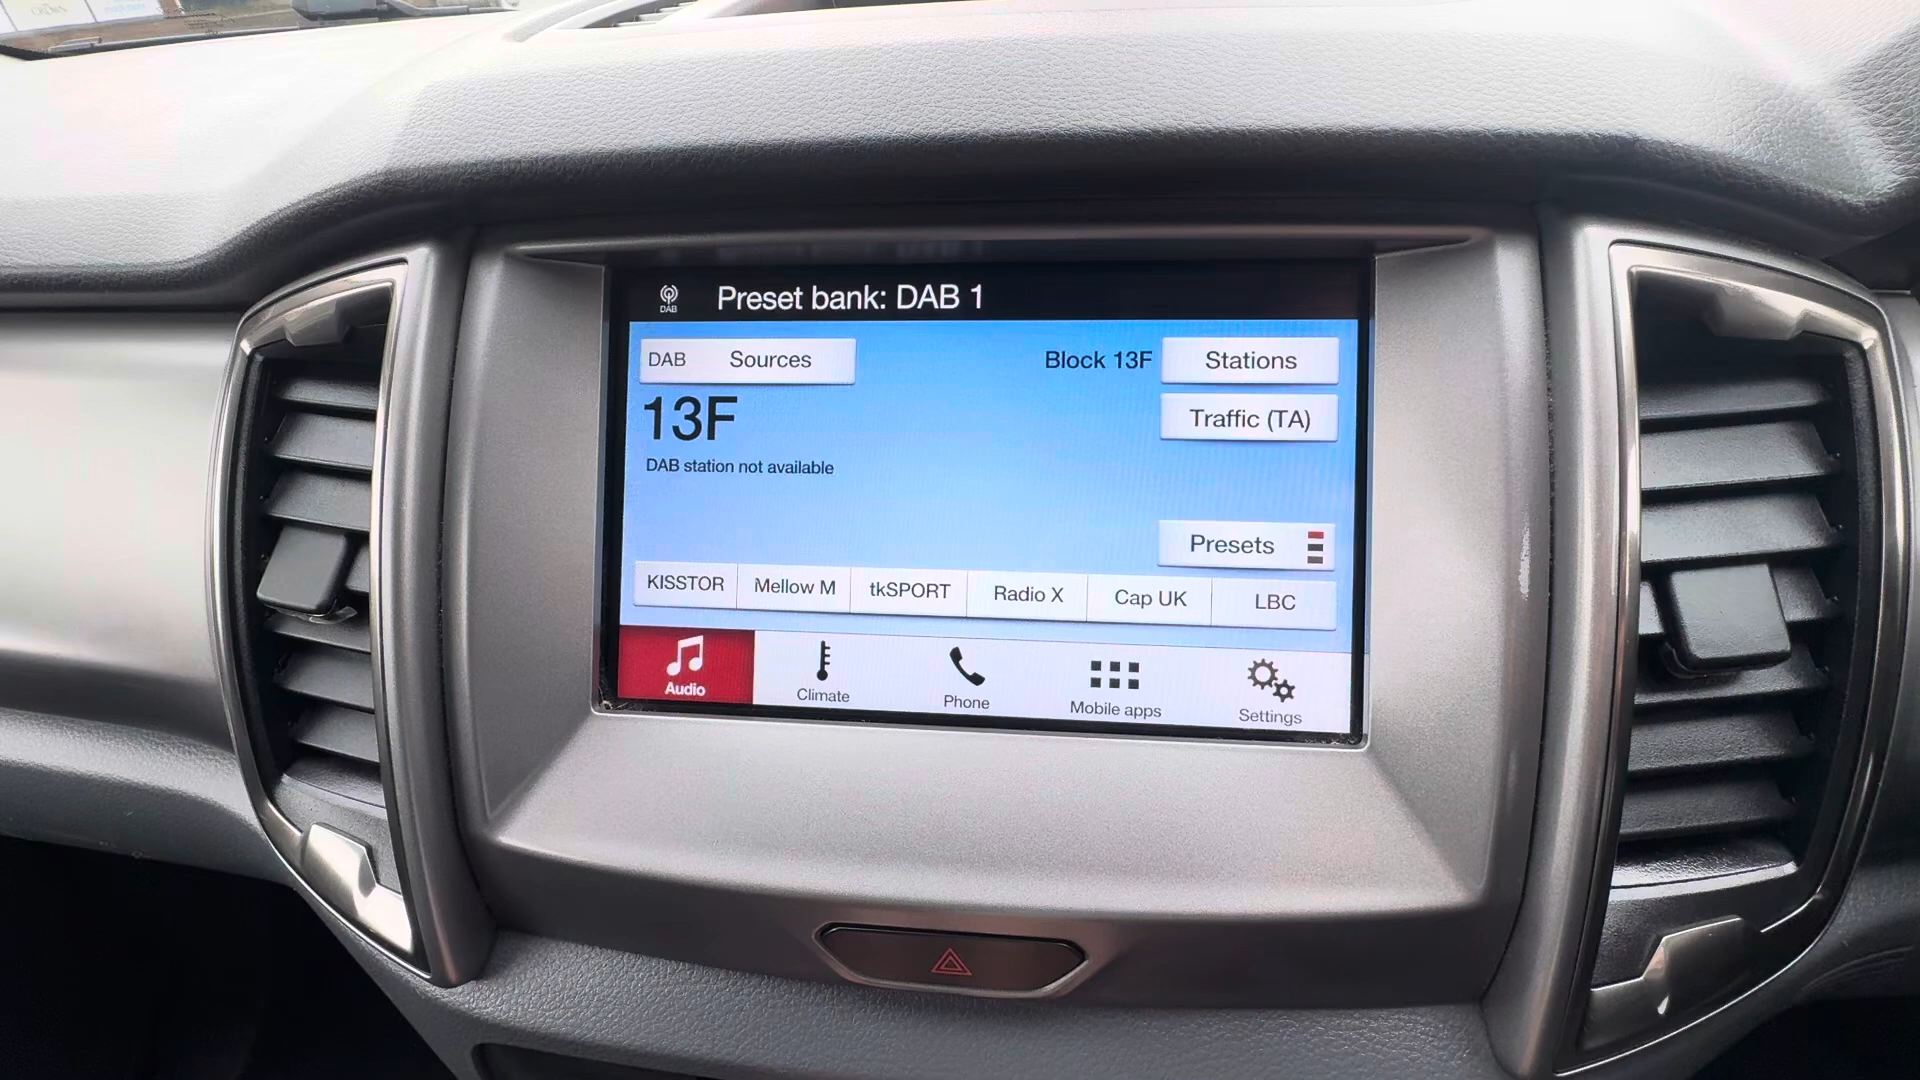 DAB
Preset bank: DAB 1
DAB Sources
Block 13F
Stations
13F
Traffic (TA)
DAB station not available
Presets
KISSTOR
Mellow M
tkSPORT
Radio X
Cap UK
LBC
Audio
Climate
Phone
Mobile apps
Settings